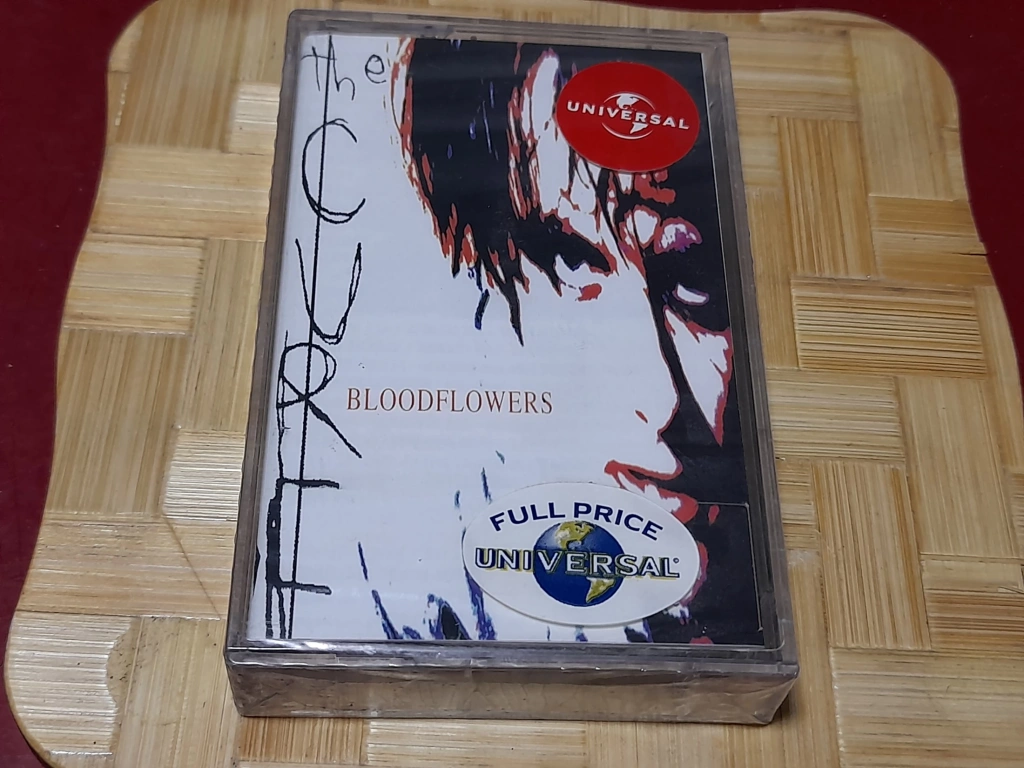 the
CURE
UNIVERSAL
BLOODFLOWERS
FULL PRICE
UNIVERSAL